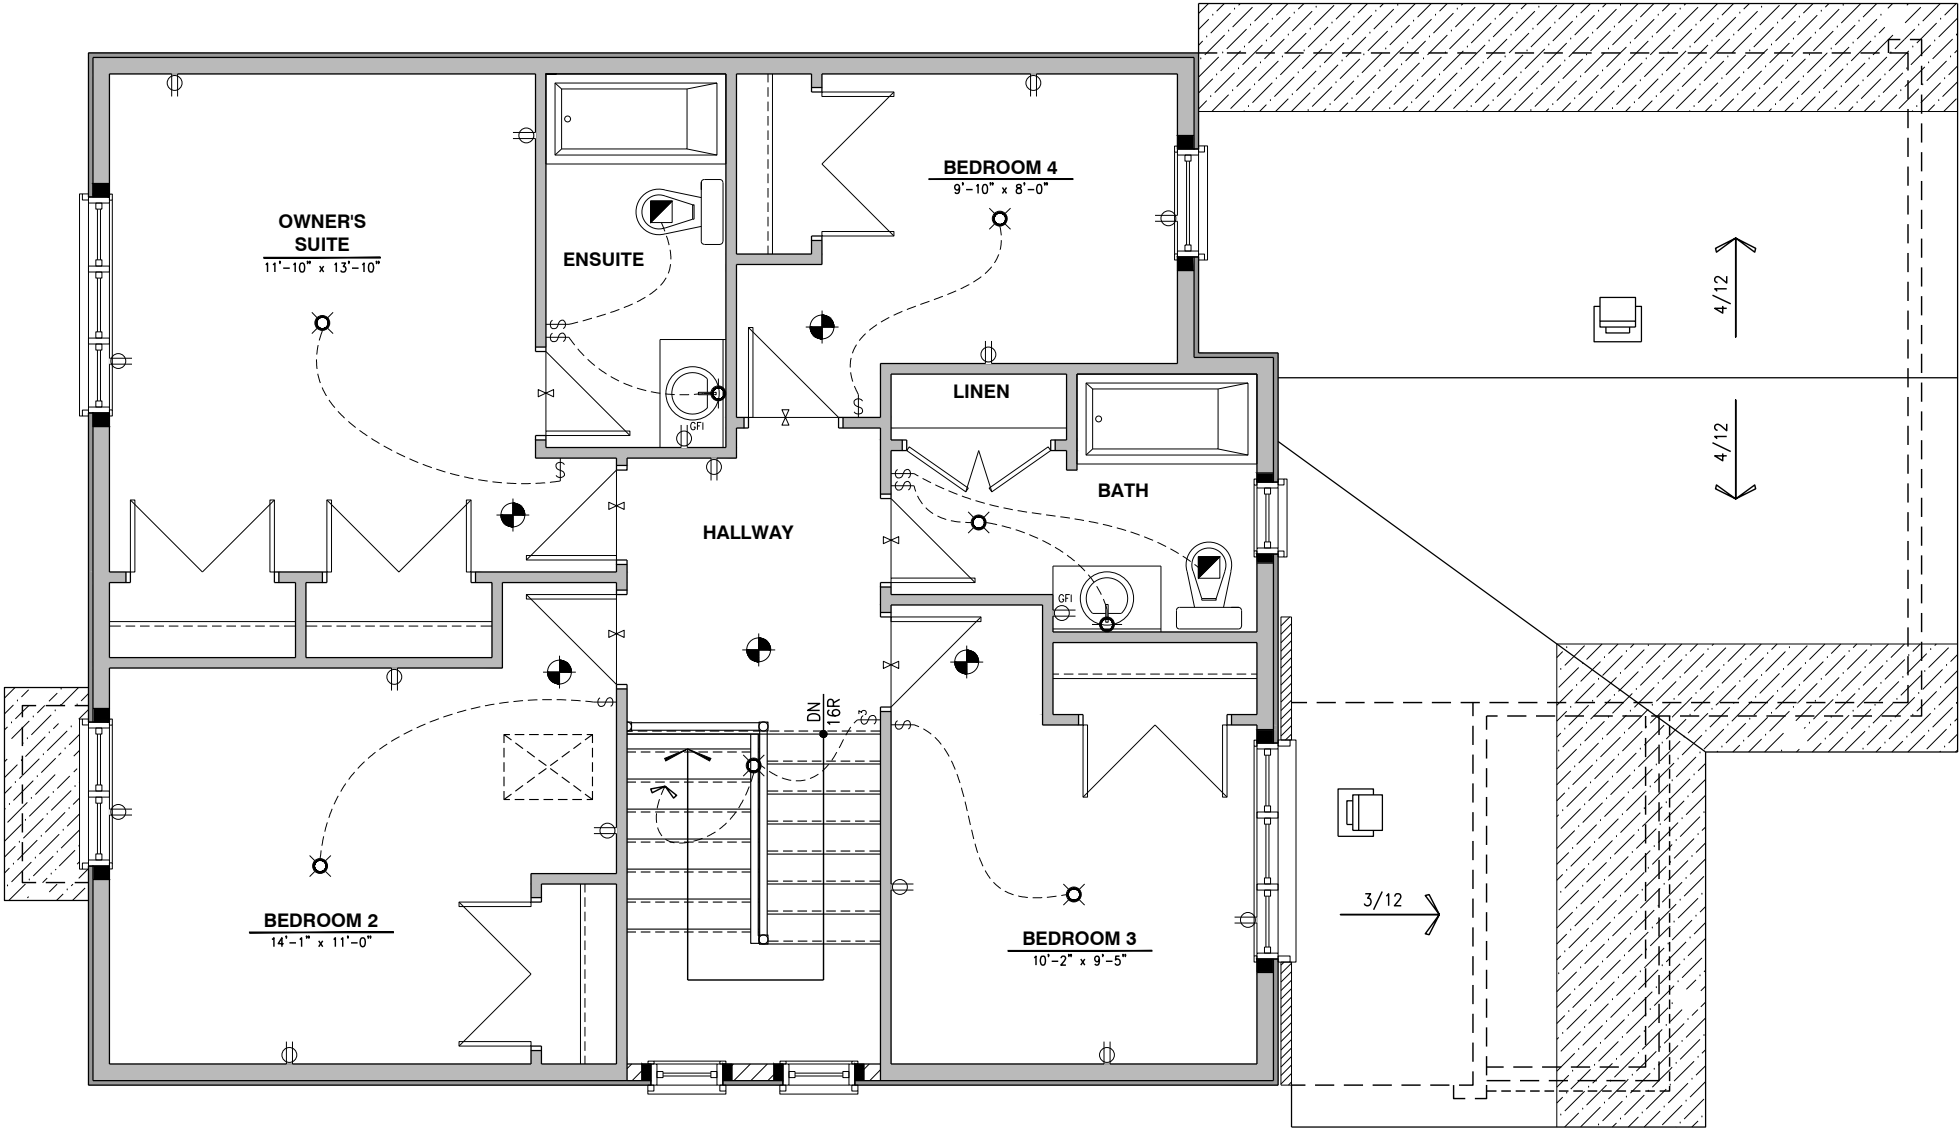 BEDROOM 4
9'-10" x 8'-0"
OWNER'S
SUITE
11'-10" x 13'-10"
ENSUITE
4/12
S
S
LINEN
S
GFI
4/12
S
BATH
S
S
HALLWAY
GFI
S
DN
16R
S3
S
3/12
BEDROOM 2
14'-1" x 11'-0"
BEDROOM 3
10'-2" x 9'-5"